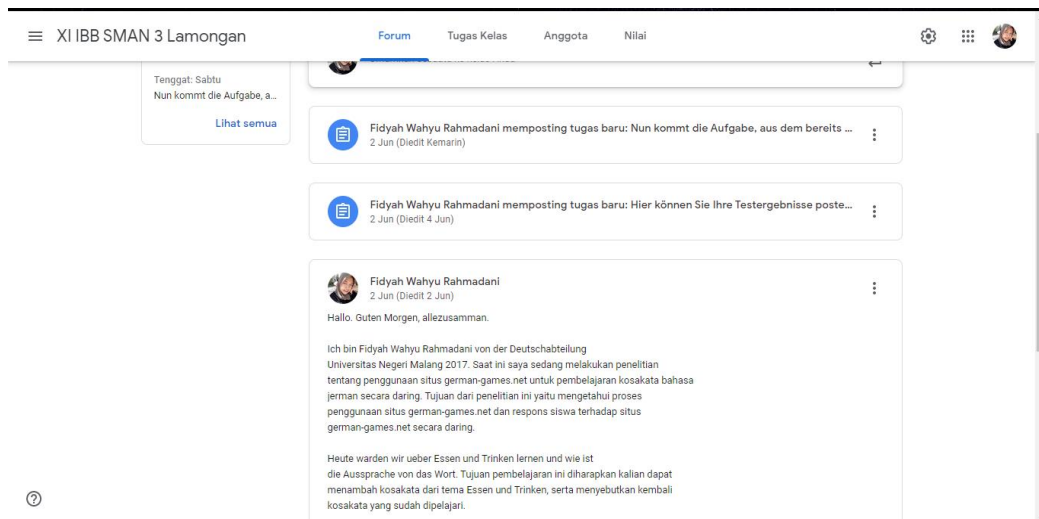 XI IBB SMAN 3 Lamongan
Forum
Tugas Kelas
Anggota
Nilai
Tenggat: Sabtu
Nun kommt die Aufgabe, a...
Lihat semua
Fidyah Wahyu Rahmadani memposting tugas baru: Nun kommt die Aufgabe, aus dem bereits ...
2 Jun (Diedit Kemarin)
Fidyah Wahyu Rahmadani memposting tugas baru: Hier können Sie Ihre Testergebnisse poste...
2 Jun (Diedit 4 Jun)
Fidyah Wahyu Rahmadani
2 Jun (Diedit 2 Jun)
Hallo. Guten Morgen, allezusamman.
Ich bin Fidyah Wahyu Rahmadani von der Deutschabteilung
Universitas Negeri Malang 2017. Saat ini saya sedang melakukan penelitian
tentang penggunaan situs german-games.net untuk pembelajaran kosakata bahasa
jerman secara daring. Tujuan dari penelitian ini yaitu mengetahui proses
penggunaan situs german-games.net dan respons siswa terhadap situs
german-games.net secara daring.
Heute warden wir ueber Essen und Trinken lernen und wie ist
die Aussprache von das Wort. Tujuan pembelajaran ini diharapkan kalian dapat
menambah kosakata dari tema Essen und Trinken, serta menyebutkan kembali
kosakata yang sudah dipelajari.